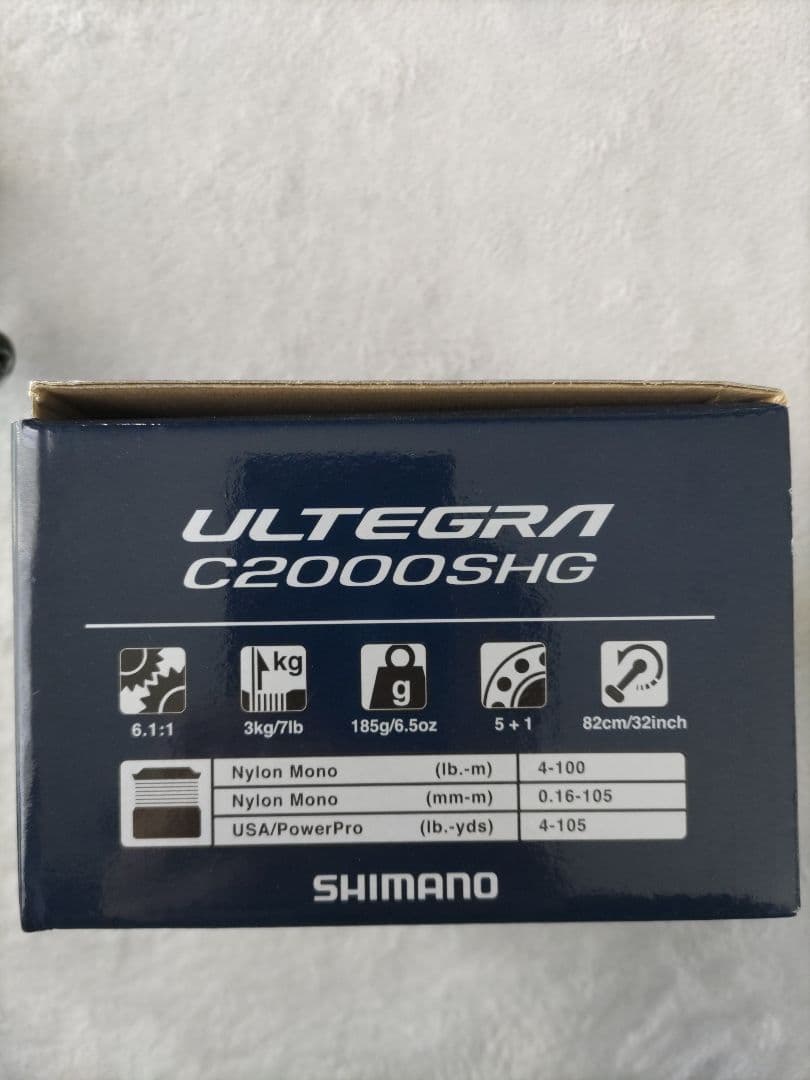 ULTEGRA
C2000SHG
kg
g
6.1:1 3kg/7lb 185g/6.5oz 5 + 1 82cm/32inch
Nylon Mono (lb.-m) 4-100
Nylon Mono (mm-m) 0.16-105
USA/PowerPro (lb.-yds) 4-105
SHIMANO